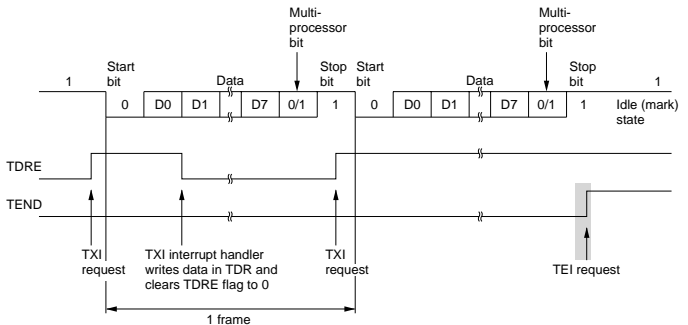 Multi-
processor
bit
Multi-
processor
bit
1
Start
bit
Data
Stop
bit
Start
bit
Data
Stop
bit
1
0 D0 D1 D7 0/1 1 0 D0 D1 D7 0/1 1 Idle (mark)
state
TDRE
TEND
TXI
request
TXI interrupt handler
writes data in TDR and
clears TDRE flag to 0
TXI
request
TEI request
1 frame